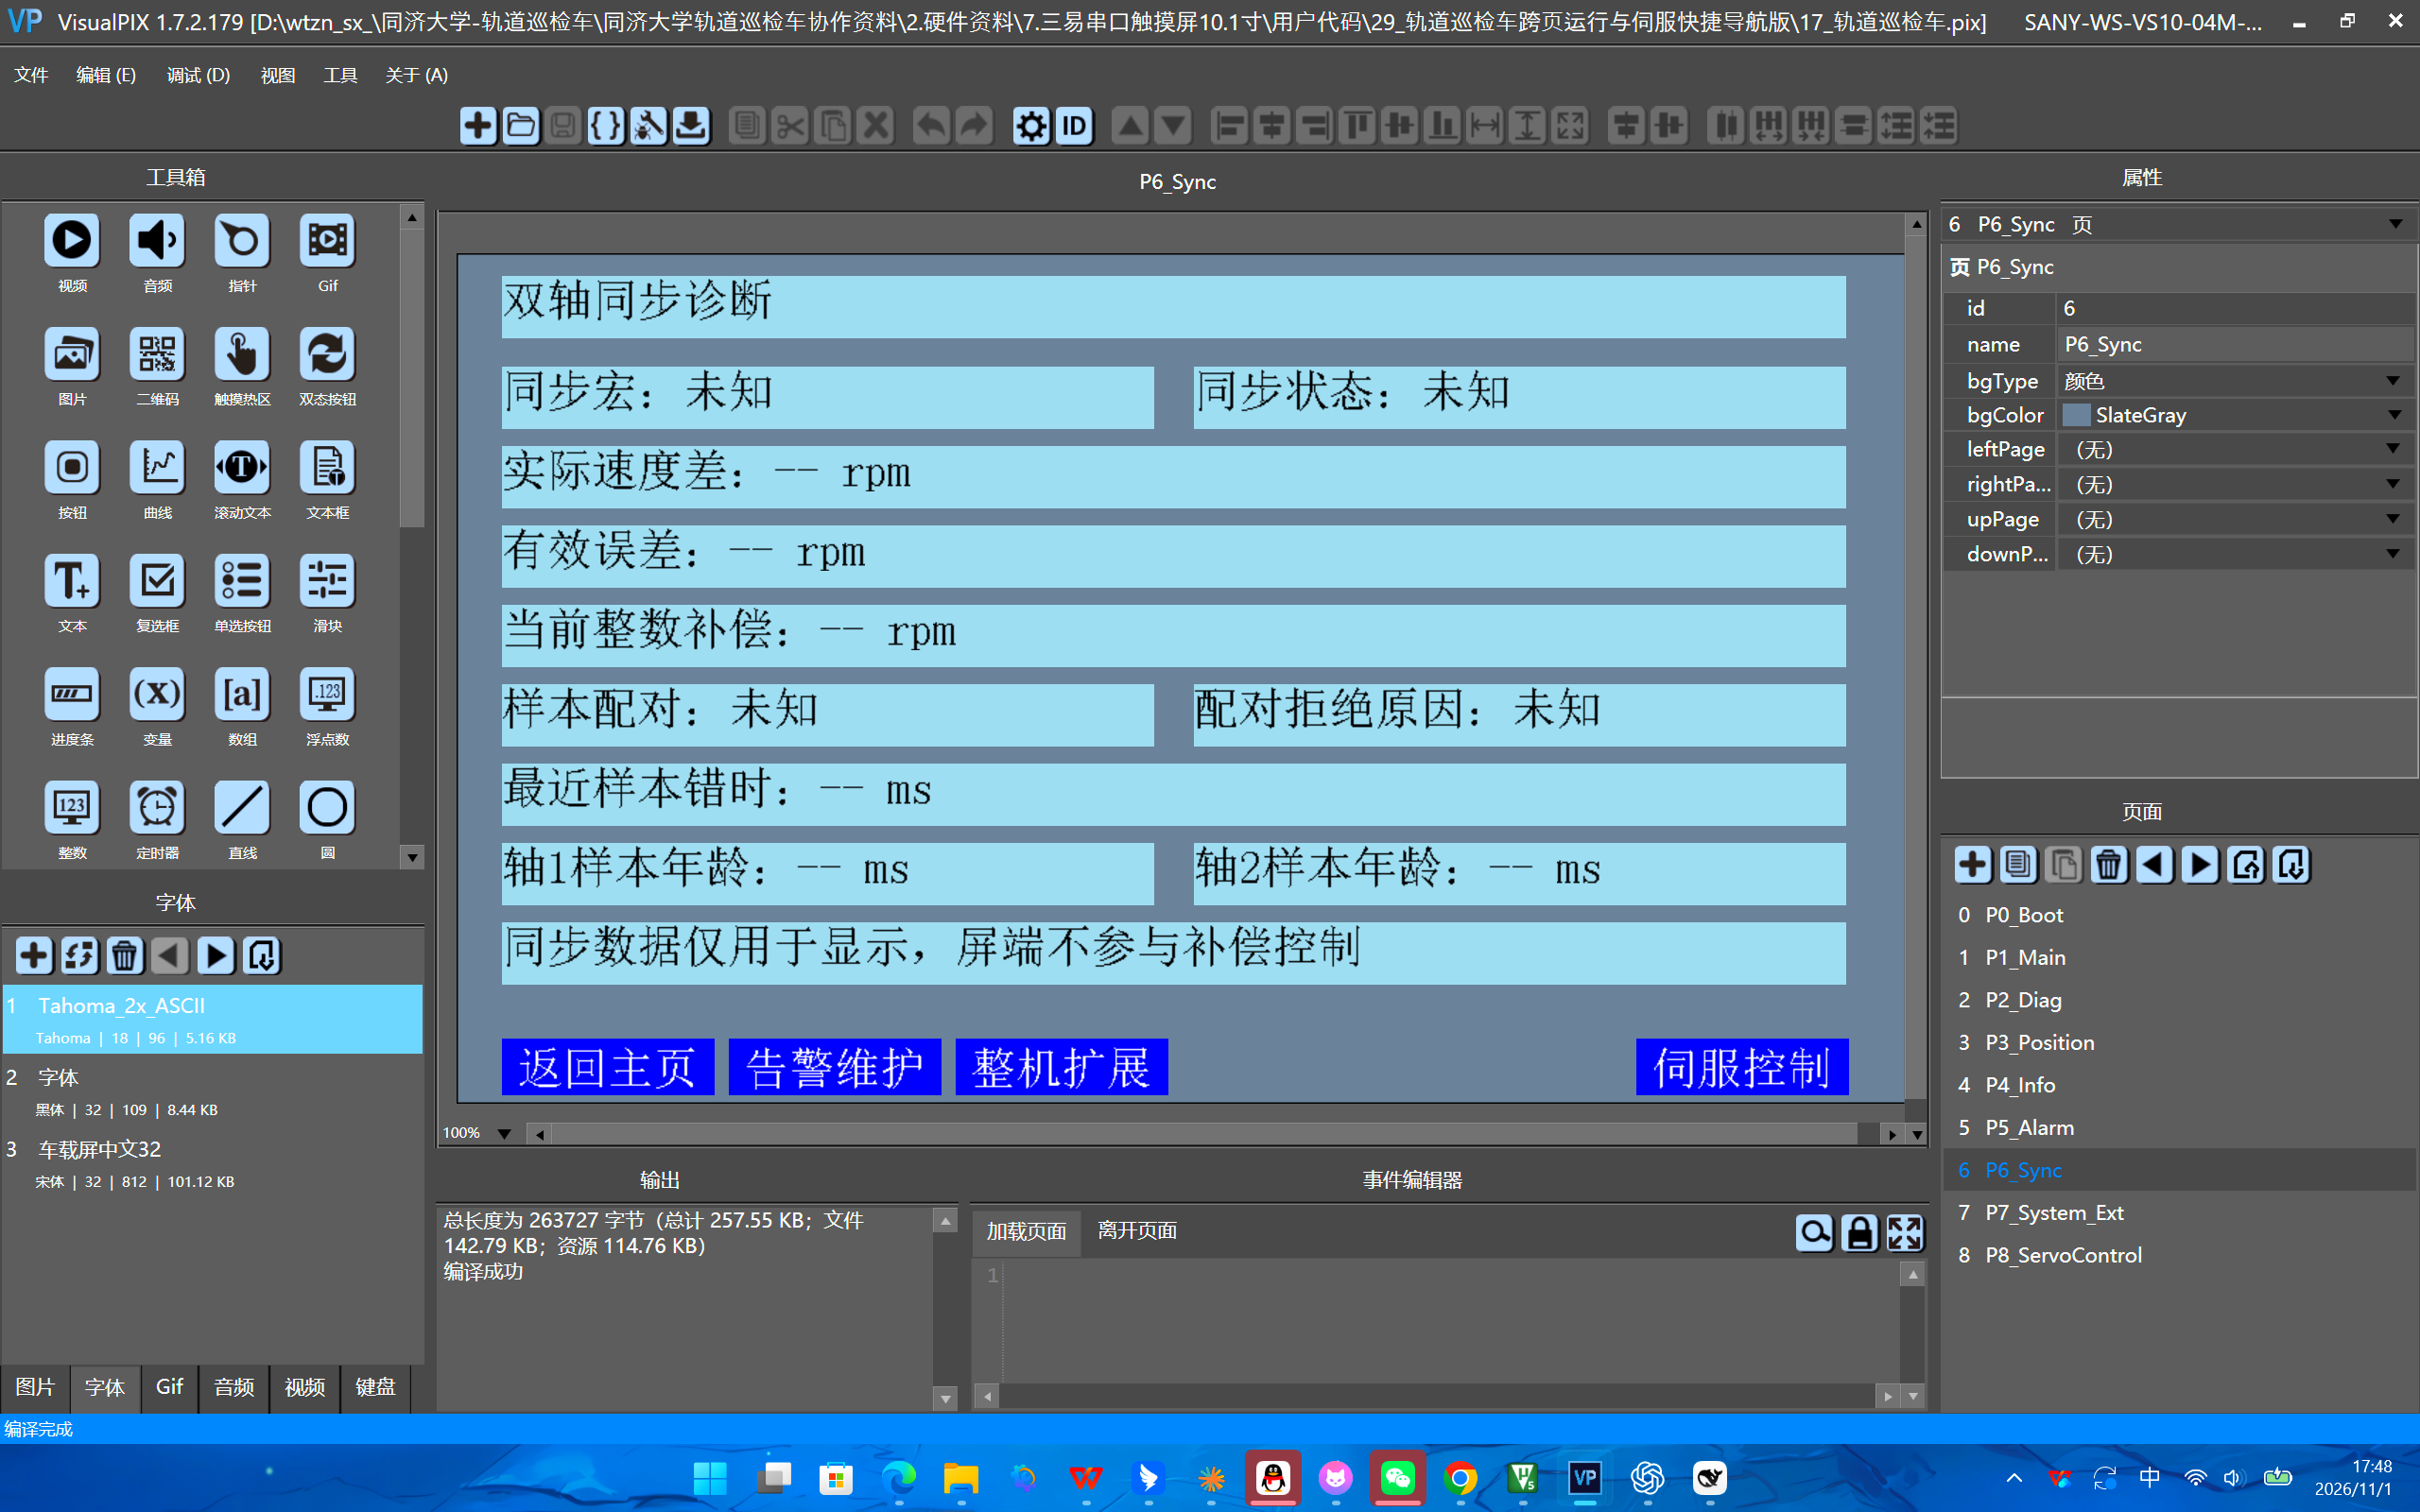 VP VisualPIX 1.7.2.179 [D:\wtzn_sx_\同济大学-轨道巡检车\同济大学轨道巡检车协作资料\2.硬件资料\7.三易串口触摸屏10.1寸\用户代码\29_轨道巡检车跨页运行与伺服快捷导航版\17_轨道巡检车.pix] SANY-WS-VS10-04M-...
文件 编辑 (E) 调试 (D) 视图 工具 关于 (A)
ID
工具箱
视频 音频 指针 Gif
图片 二维码 触摸热区 双态按钮
按钮 曲线 滚动文本 文本框
文本 复选框 单选按钮 滑块
进度条 变量 数组 浮点数
整数 定时器 直线 圆
字体
1 Tahoma_2x_ASCII
Tahoma | 18 | 96 | 5.16 KB
2 字体
黑体 | 32 | 109 | 8.44 KB
3 车载屏中文32
宋体 | 32 | 812 | 101.12 KB
图片 字体 Gif 音频 视频 键盘
编译完成
P6_Sync
双轴同步诊断
同步宏：未知 同步状态：未知
实际速度差：-- rpm
有效误差：-- rpm
当前整数补偿：-- rpm
样本配对：未知 配对拒绝原因：未知
最近样本错时：-- ms
轴1样本年龄：-- ms 轴2样本年龄：-- ms
同步数据仅用于显示，屏端不参与补偿控制
返回主页 告警维护 整机扩展 伺服控制
100%
输出
总长度为 263727 字节（总计 257.55 KB；文件
142.79 KB；资源 114.76 KB）
编译成功
事件编辑器
加载页面 离开页面
1
属性
6 P6_Sync 页
页 P6_Sync
id 6
name P6_Sync
bgType 颜色
bgColor SlateGray
leftPage （无）
rightPa... （无）
upPage （无）
downP... （无）
页面
0 P0_Boot
1 P1_Main
2 P2_Diag
3 P3_Position
4 P4_Info
5 P5_Alarm
6 P6_Sync
7 P7_System_Ext
8 P8_ServoControl
中
17:48
2026/11/1